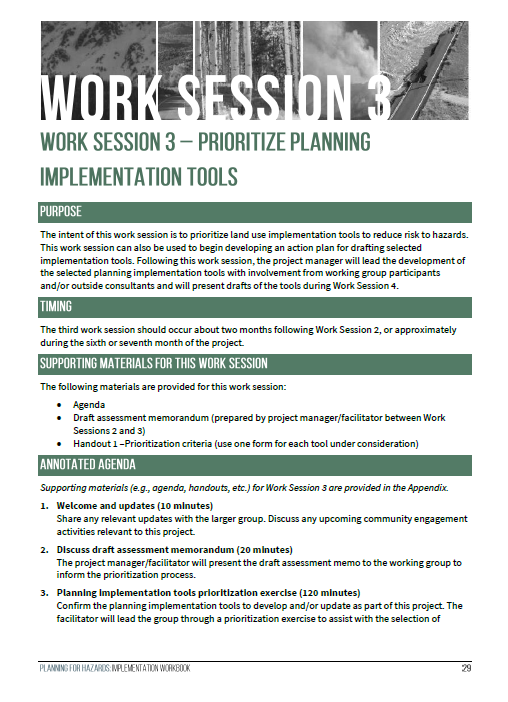 WORK SESSION 3
WORK SESSION 3 – PRIORITIZE PLANNING
IMPLEMENTATION TOOLS
PURPOSE
The intent of this work session is to prioritize land use implementation tools to reduce risk to hazards.
This work session can also be used to begin developing an action plan for drafting selected
implementation tools. Following this work session, the project manager will lead the development of
the selected planning implementation tools with involvement from working group participants
and/or outside consultants and will present drafts of the tools during Work Session 4.
TIMING
The third work session should occur about two months following Work Session 2, or approximately
during the sixth or seventh month of the project.
SUPPORTING MATERIALS FOR THIS WORK SESSION
The following materials are provided for this work session:
• Agenda
• Draft assessment memorandum (prepared by project manager/facilitator between Work
Sessions 2 and 3)
• Handout 1 –Prioritization criteria (use one form for each tool under consideration)
ANNOTATED AGENDA
Supporting materials (e.g., agenda, handouts, etc.) for Work Session 3 are provided in the Appendix.
1. Welcome and updates (10 minutes)
Share any relevant updates with the larger group. Discuss any upcoming community engagement
activities relevant to this project.
2. Discuss draft assessment memorandum (20 minutes)
The project manager/facilitator will present the draft assessment memo to the working group to
inform the prioritization process.
3. Planning implementation tools prioritization exercise (120 minutes)
Confirm the planning implementation tools to develop and/or update as part of this project. The
facilitator will lead the group through a prioritization exercise to assist with the selection of
PLANNING FOR HAZARDS: IMPLEMENTATION WORKBOOK 29